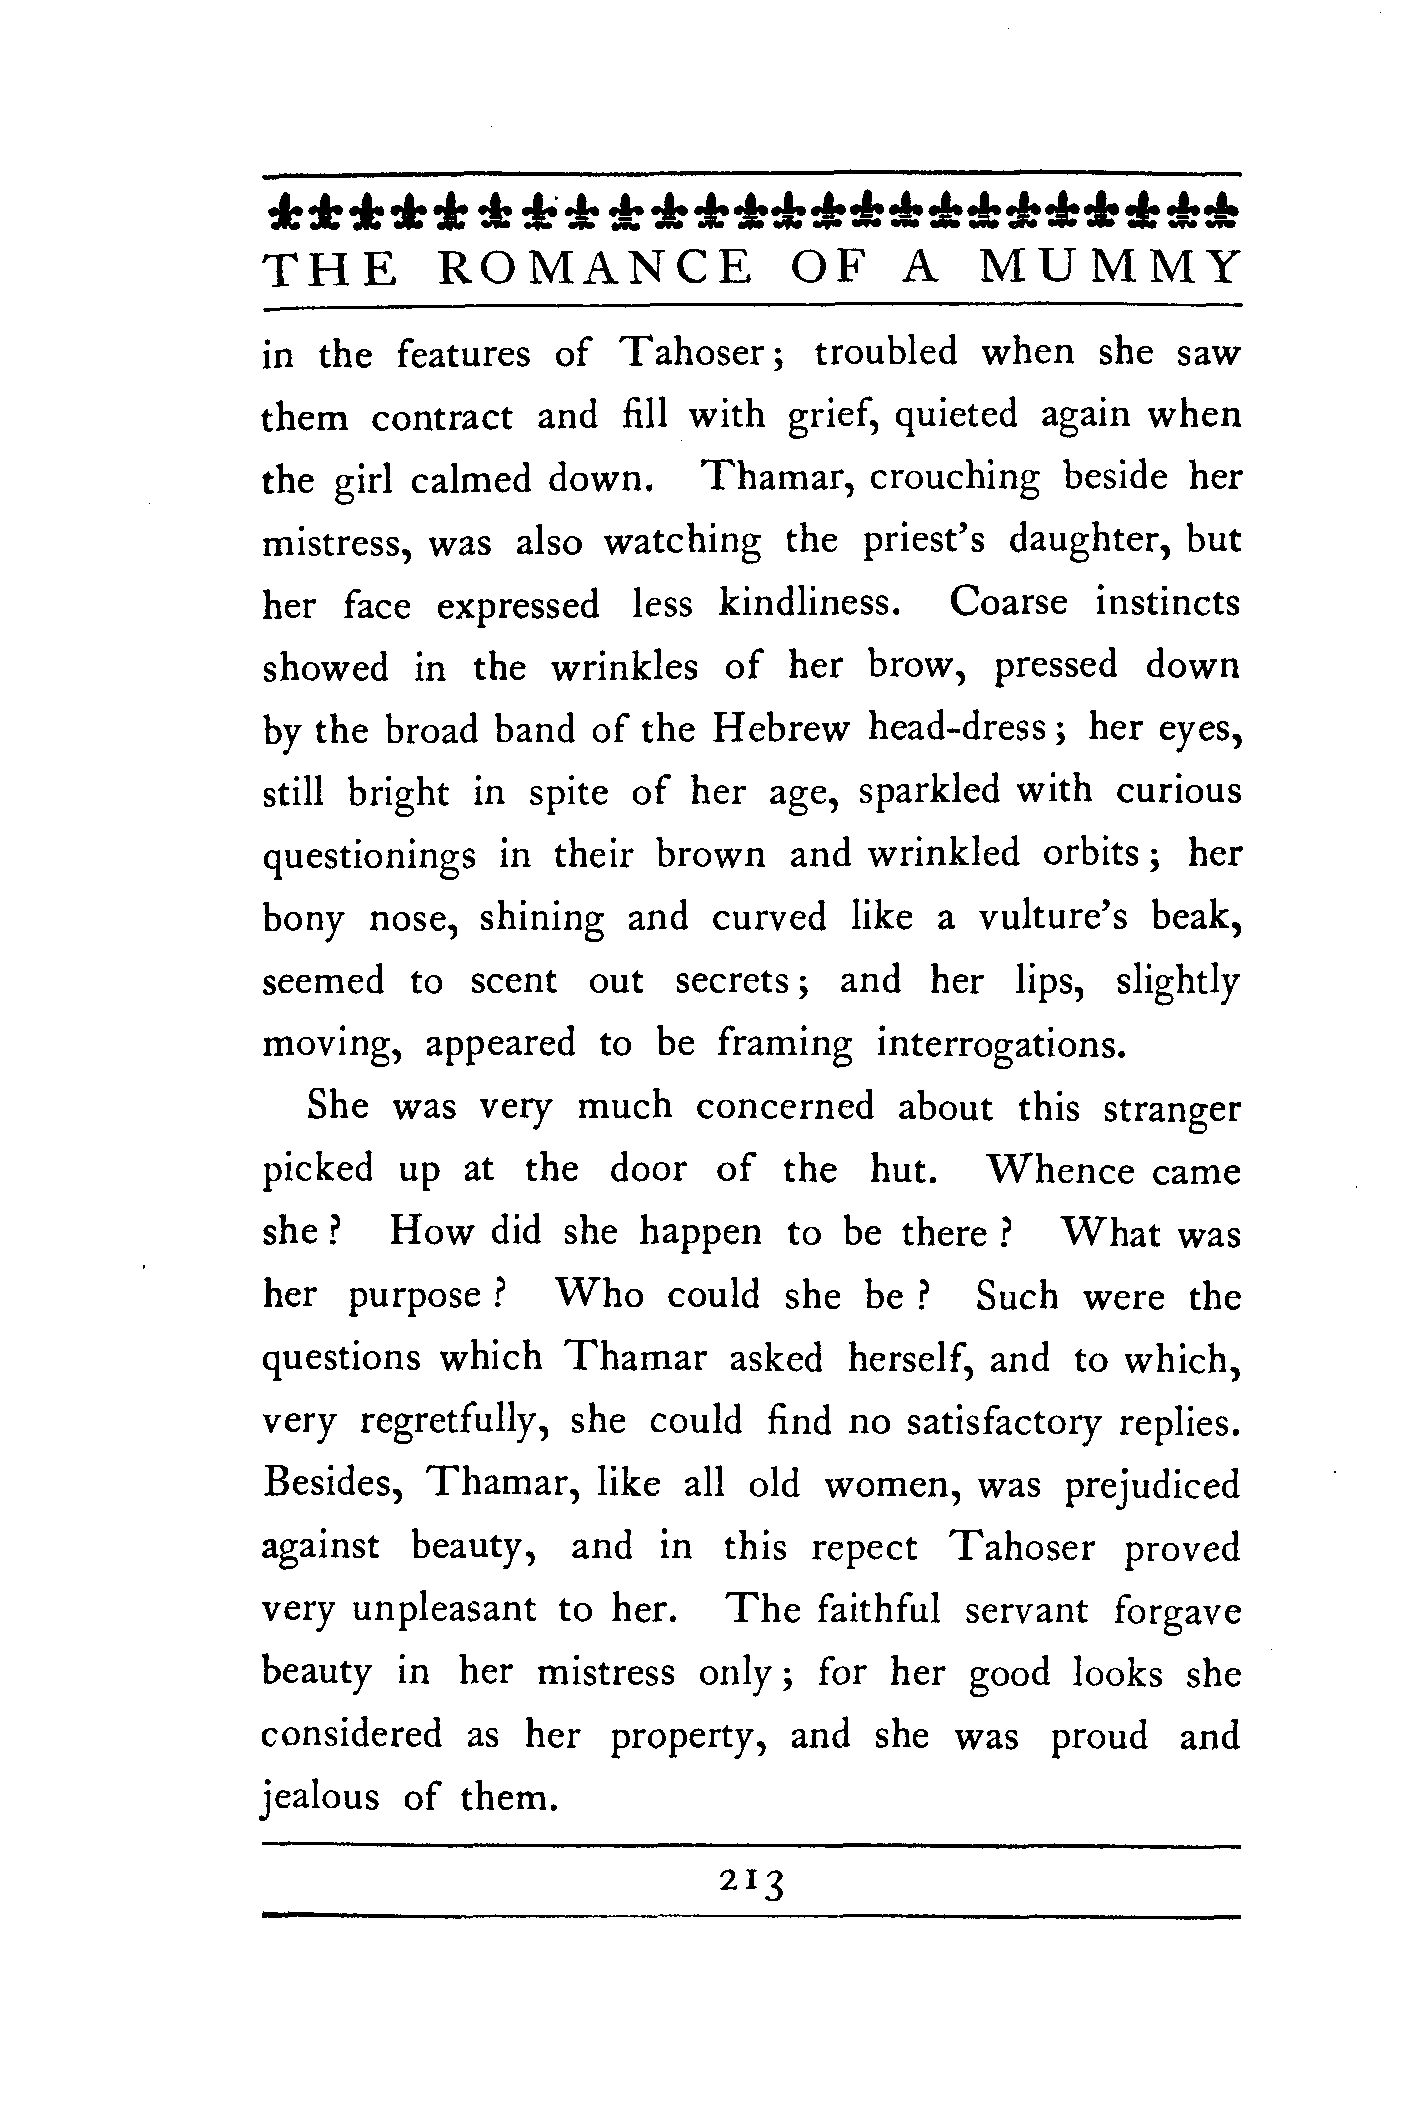 THE ROMANCE OF A MUMMY
in the features of Tahoser; troubled when she saw
them contract and fill with grief, quieted again when
the girl calmed down. Thamar, crouching beside her
mistress, was also watching the priest's daughter, but
her face expressed less kindliness. Coarse instincts
showed in the wrinkles of her brow, pressed down
by the broad band of the Hebrew head-dress; her eyes,
still bright in spite of her age, sparkled with curious
questionings in their brown and wrinkled orbits; her
bony nose, shining and curved like a vulture's beak,
seemed to scent out secrets; and her lips, slightly
moving, appeared to be framing interrogations.
She was very much concerned about this stranger
picked up at the door of the hut. Whence came
she? How did she happen to be there? What was
her purpose? Who could she be? Such were the
questions which Thamar asked herself, and to which,
very regretfully, she could find no satisfactory replies.
Besides, Thamar, like all old women, was prejudiced
against beauty, and in this repect Tahoser proved
very unpleasant to her. The faithful servant forgave
beauty in her mistress only; for her good looks she
considered as her property, and she was proud and
jealous of them.
213